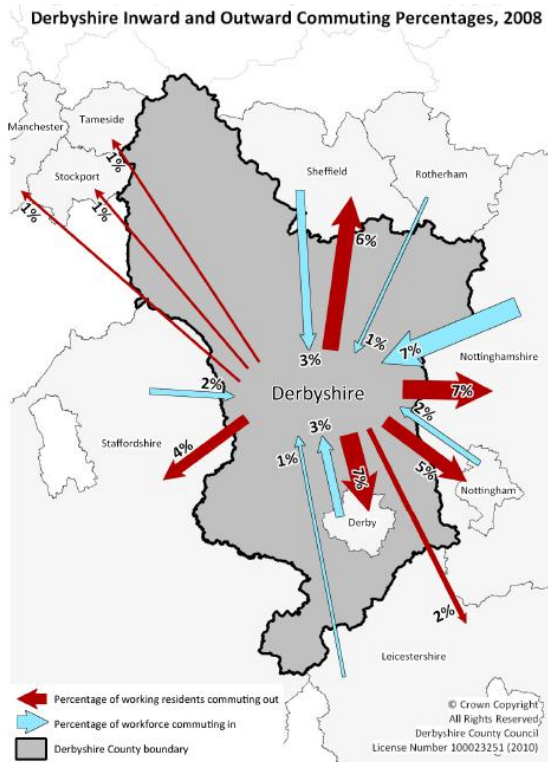 Derbyshire Inward and Outward Commuting Percentages, 2008
Manchester
Tameside
Stockport
Sheffield
Rotherham
1%
1%
1%
6%
3%
1%
7%
Nottinghamshire
7%
2%
Derbyshire
2%
3%
Staffordshire
4%
1%
7%
5%
Nottingham
Derby
2%
Leicestershire
Percentage of working residents commuting out
Percentage of workforce commuting in
Derbyshire County boundary
© Crown Copyright
All Rights Reserved
Derbyshire County Council
License Number 100023251 (2010)